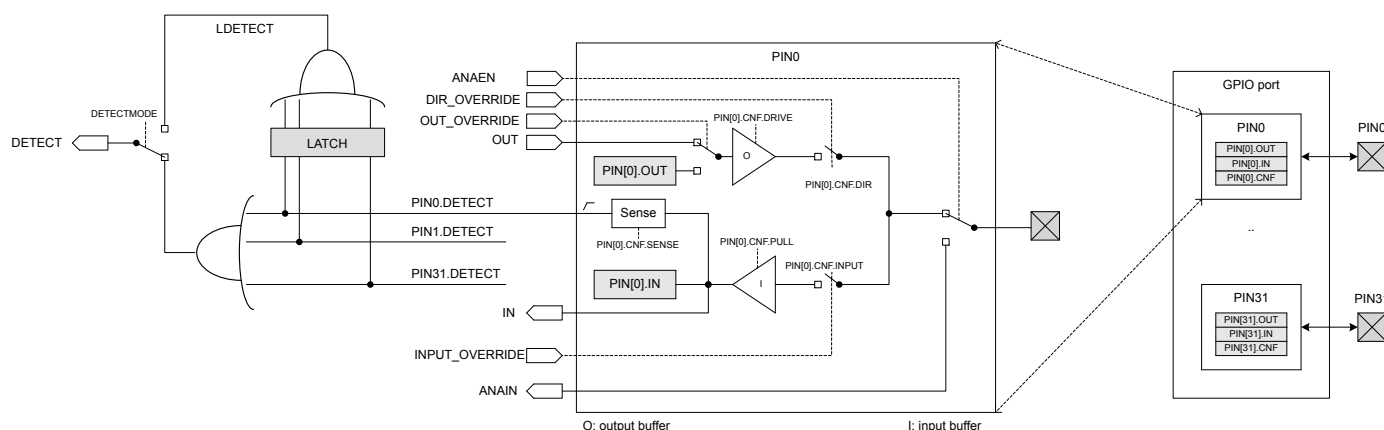 LDETECT
DETECTMODE
DETECT
LATCH
PIN0.DETECT
PIN1.DETECT
PIN31.DETECT
PIN0
ANAEN
DIR_OVERRIDE
OUT_OVERRIDE
OUT
PIN[0].CNF.DRIVE
O
PIN[0].OUT
PIN[0].CNF.DIR
Sense
PIN[0].CNF.SENSE
PIN[0].CNF.PULL
PIN[0].CNF.INPUT
PIN[0].IN
I
IN
INPUT_OVERRIDE
ANAIN
O: output buffer
I: input buffer
GPIO port
PIN0
PIN[0].OUT
PIN[0].IN
PIN[0].CNF
PIN0
..
PIN31
PIN[31].OUT
PIN[31].IN
PIN[31].CNF
PIN31